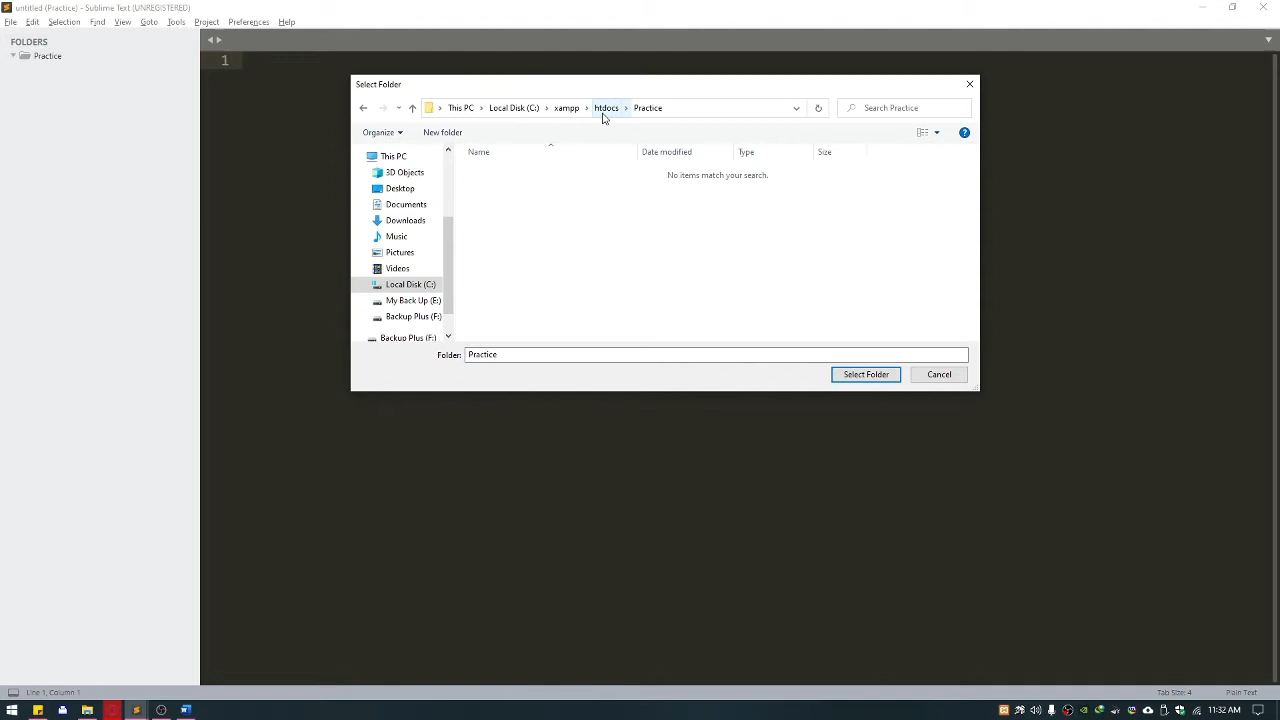 untitled (Practice) - Sublime Text (UNREGISTERED)
File Edit Selection Find View Goto Tools Project Preferences Help
FOLDERS
Practice
1
Select Folder
This PC > Local Disk (C:) > xampp > htdocs > Practice
Search Practice
Organize
New folder
Name
Date modified
Type
Size
No items match your search.
This PC
3D Objects
Desktop
Documents
Downloads
Music
Pictures
Videos
Local Disk (C:)
My Back Up (E:)
Backup Plus (F:)
Backup Plus (F:)
Folder: Practice
Select Folder
Cancel
Line 1, Column 1
Tab Size: 4
Plain Text
11:32 AM